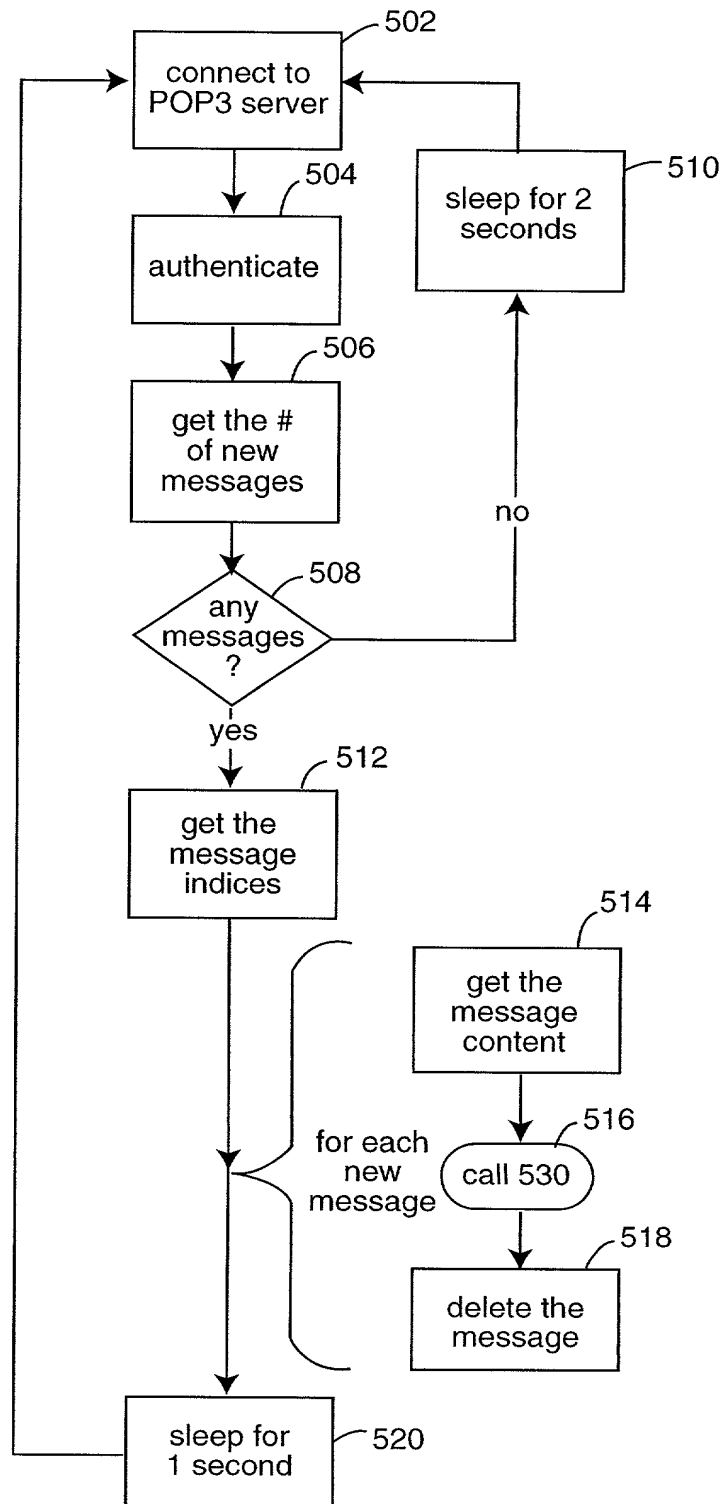 502
connect to
POP3 server
504
authenticate
510
sleep for 2
seconds
506
get the #
of new
messages
no
508
any
messages
?
yes
512
get the
message
indices
514
get the
message
content
516
for each
new
message
call 530
518
delete the
message
520
sleep for
1 second